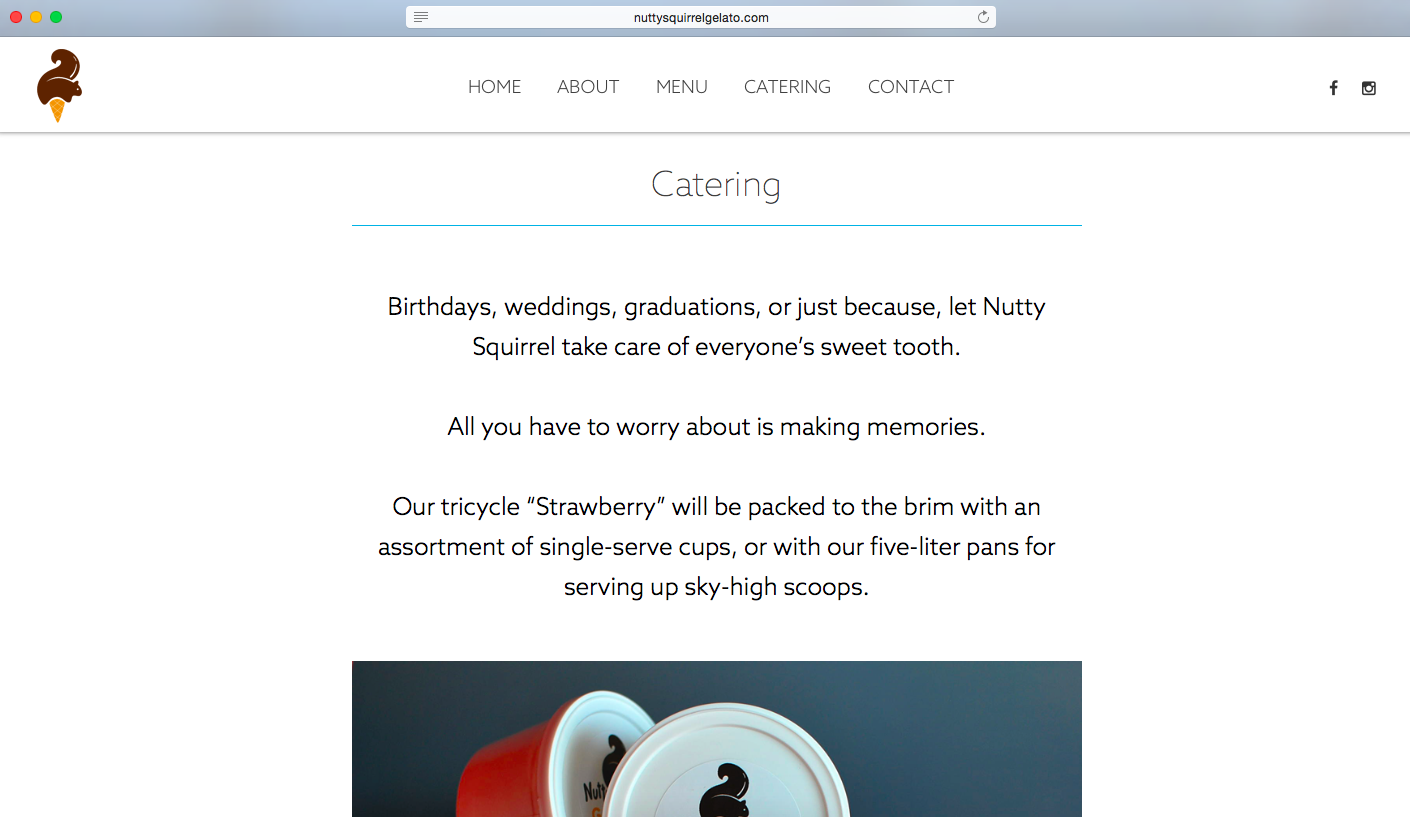 nuttysquirrelgelato.com
HOME ABOUT MENU CATERING CONTACT
Catering
Birthdays, weddings, graduations, or just because, let Nutty
Squirrel take care of everyone’s sweet tooth.
All you have to worry about is making memories.
Our tricycle “Strawberry” will be packed to the brim with an
assortment of single-serve cups, or with our five-liter pans for
serving up sky-high scoops.